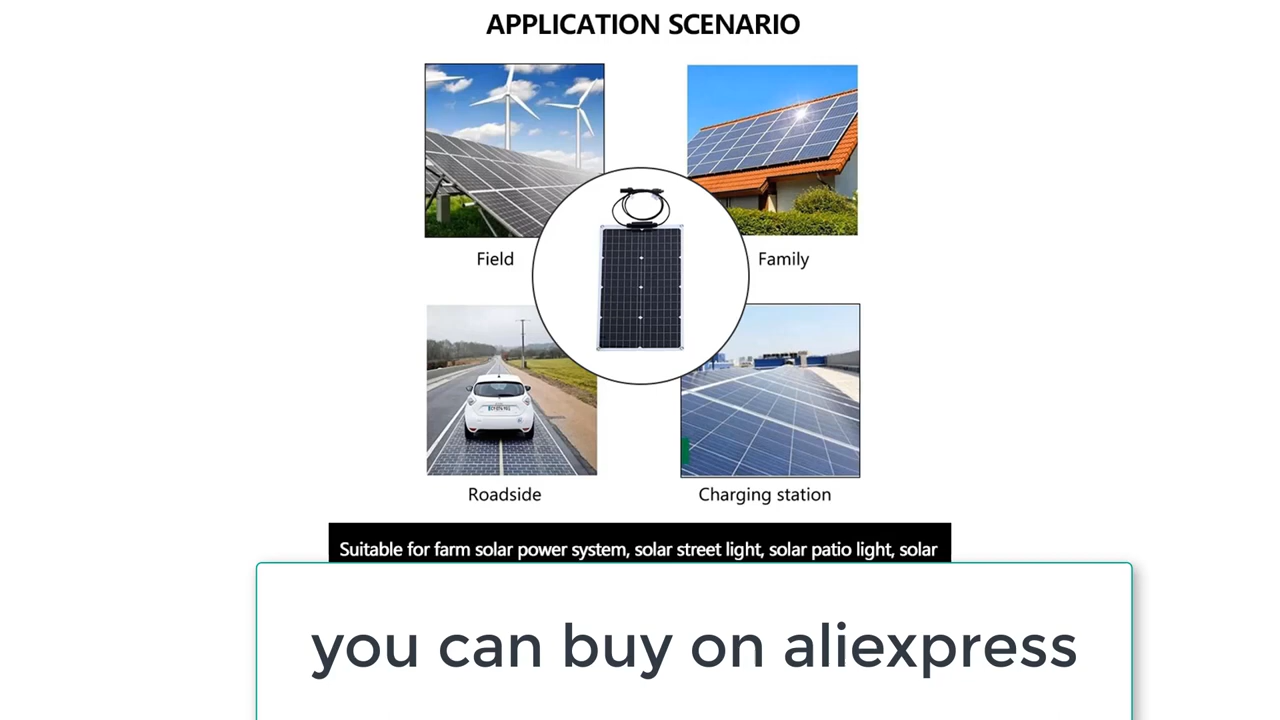 APPLICATION SCENARIO
Field
Family
Roadside
Charging station
Suitable for farm solar power system, solar street light, solar patio light, solar
you can buy on aliexpress